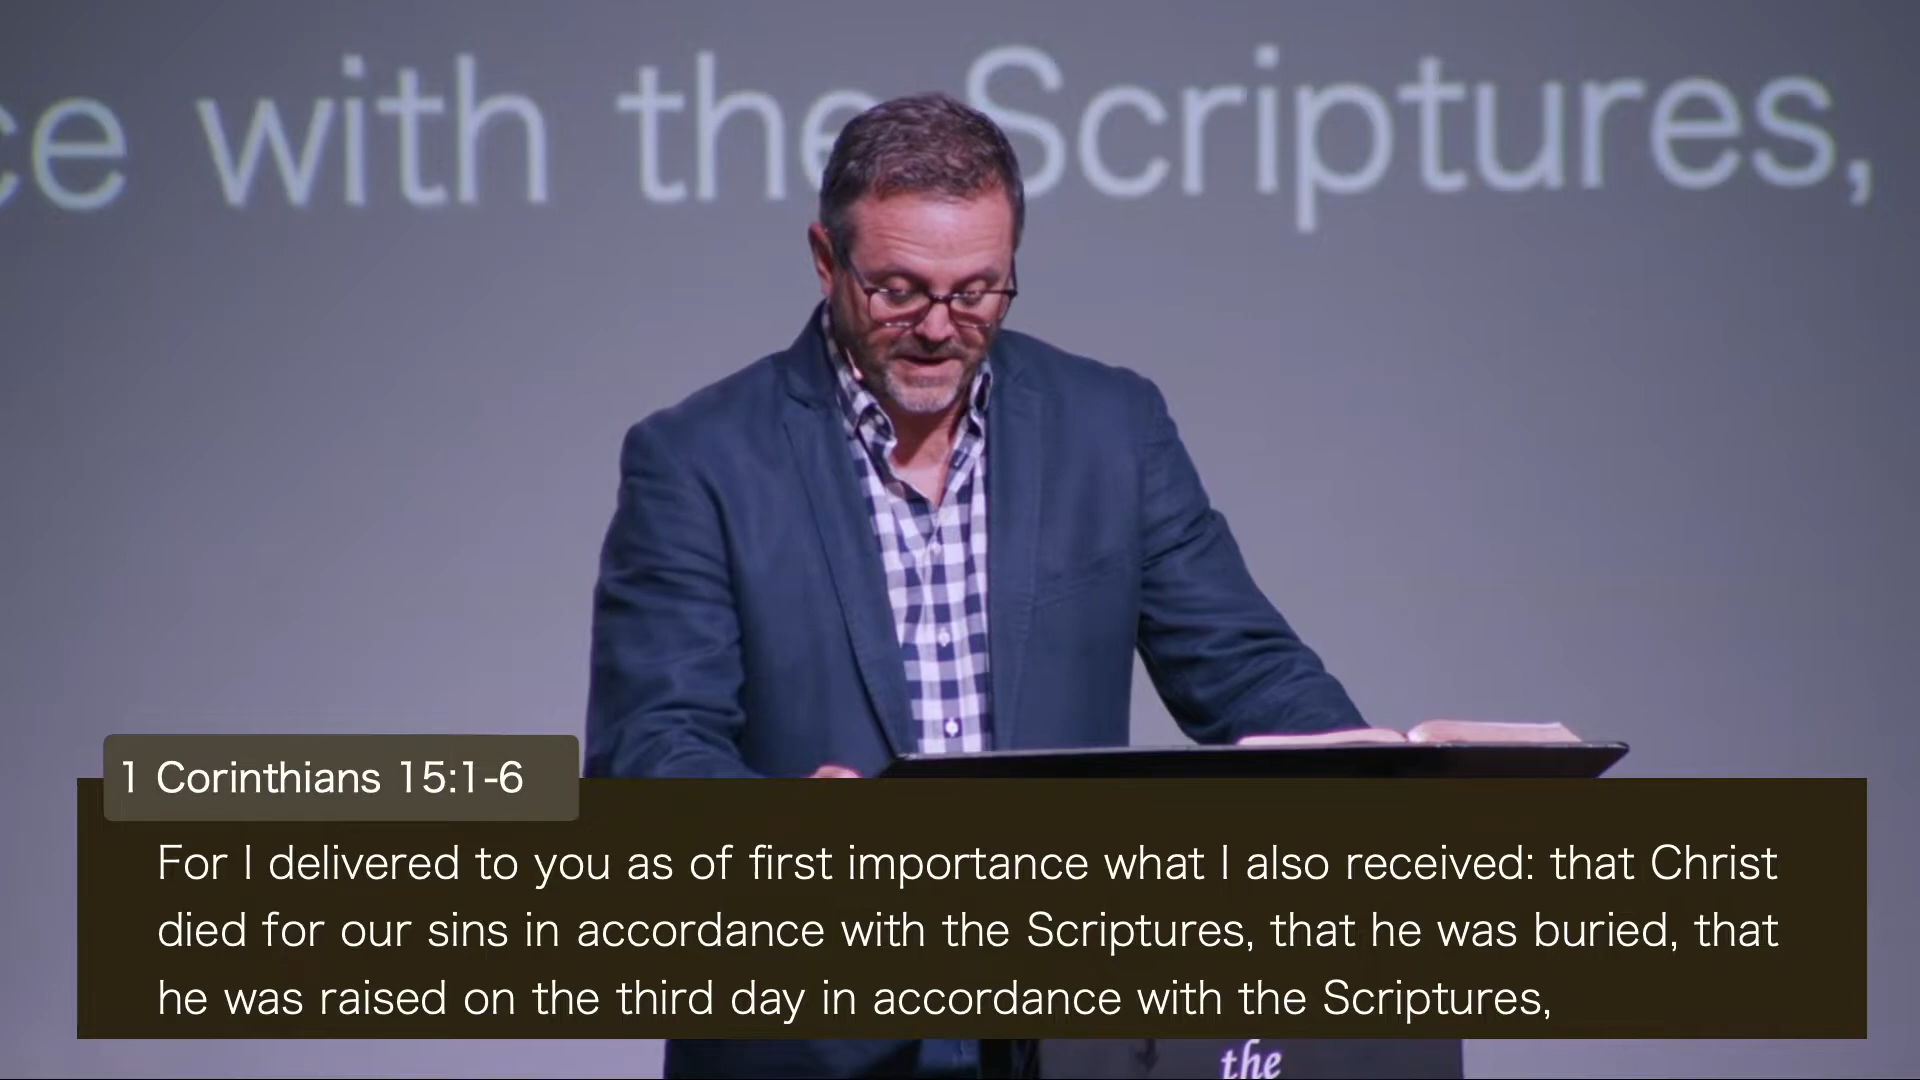 ce with the Scriptures,
1 Corinthians 15:1-6
For I delivered to you as of first importance what I also received: that Christ
died for our sins in accordance with the Scriptures, that he was buried, that
he was raised on the third day in accordance with the Scriptures,
the